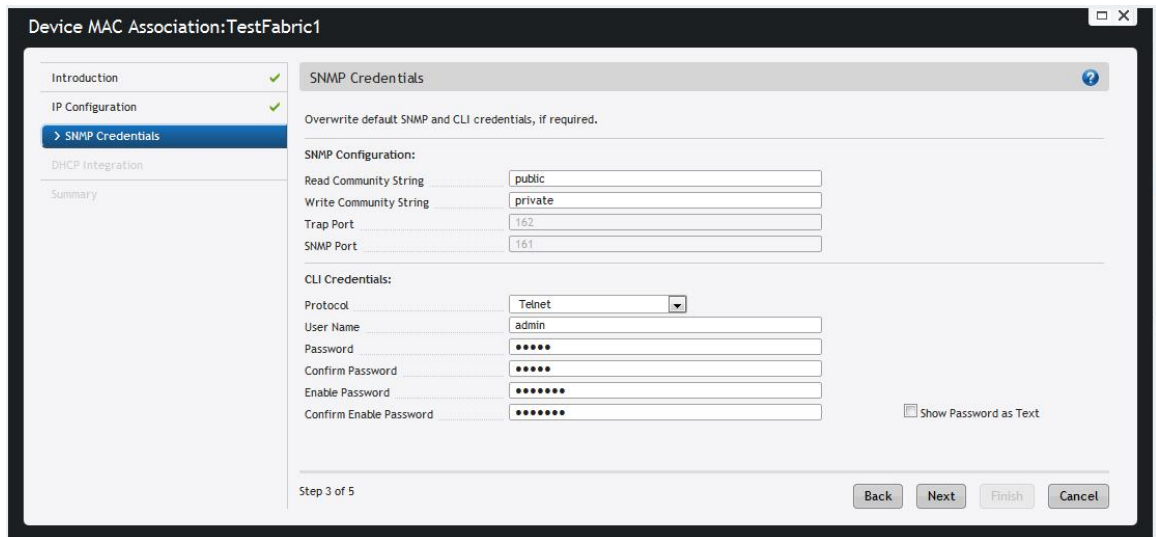 Device MAC Association:TestFabric1
Introduction
IP Configuration
> SNMP Credentials
DHCP Integration
Summary
SNMP Credentials
?
Overwrite default SNMP and CLI credentials, if required.
SNMP Configuration:
Read Community String public
Write Community String private
Trap Port 162
SNMP Port 161
CLI Credentials:
Protocol Telnet
User Name admin
Password •••••
Confirm Password •••••
Enable Password •••••••
Confirm Enable Password •••••••
Show Password as Text
Step 3 of 5
Back Next Finish Cancel